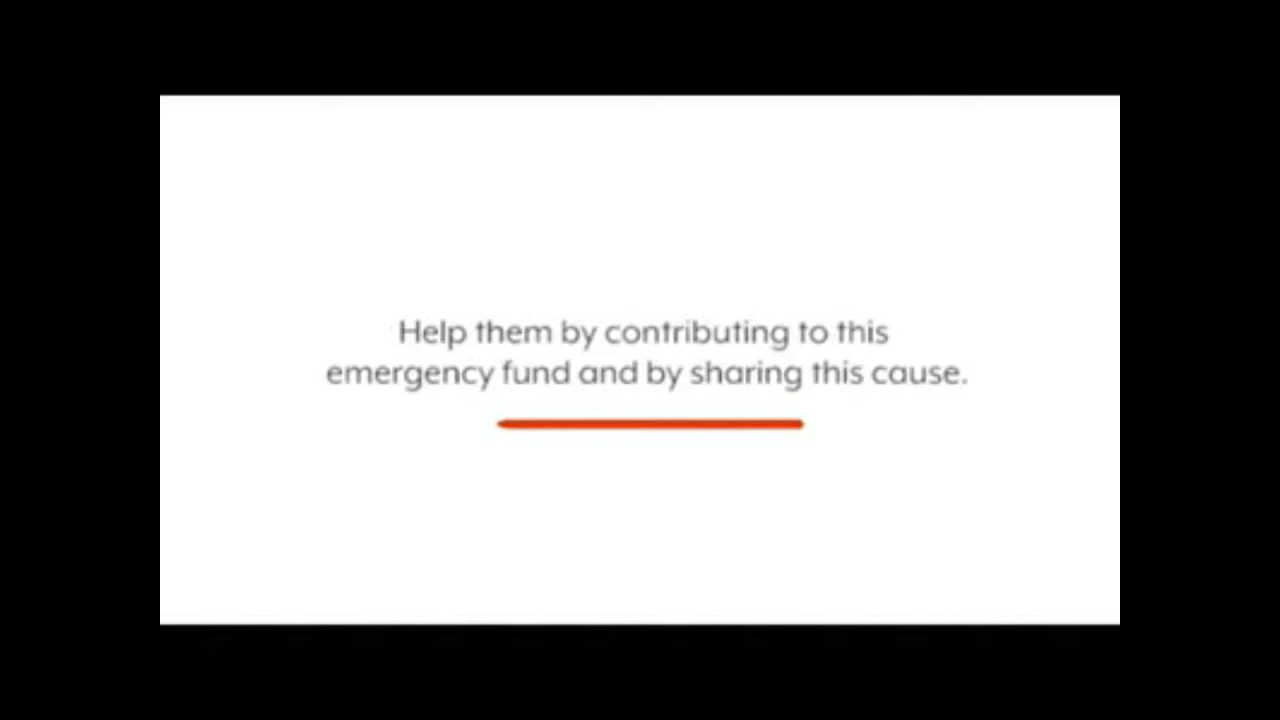 Help them by contributing to this
emergency fund and by sharing this cause.